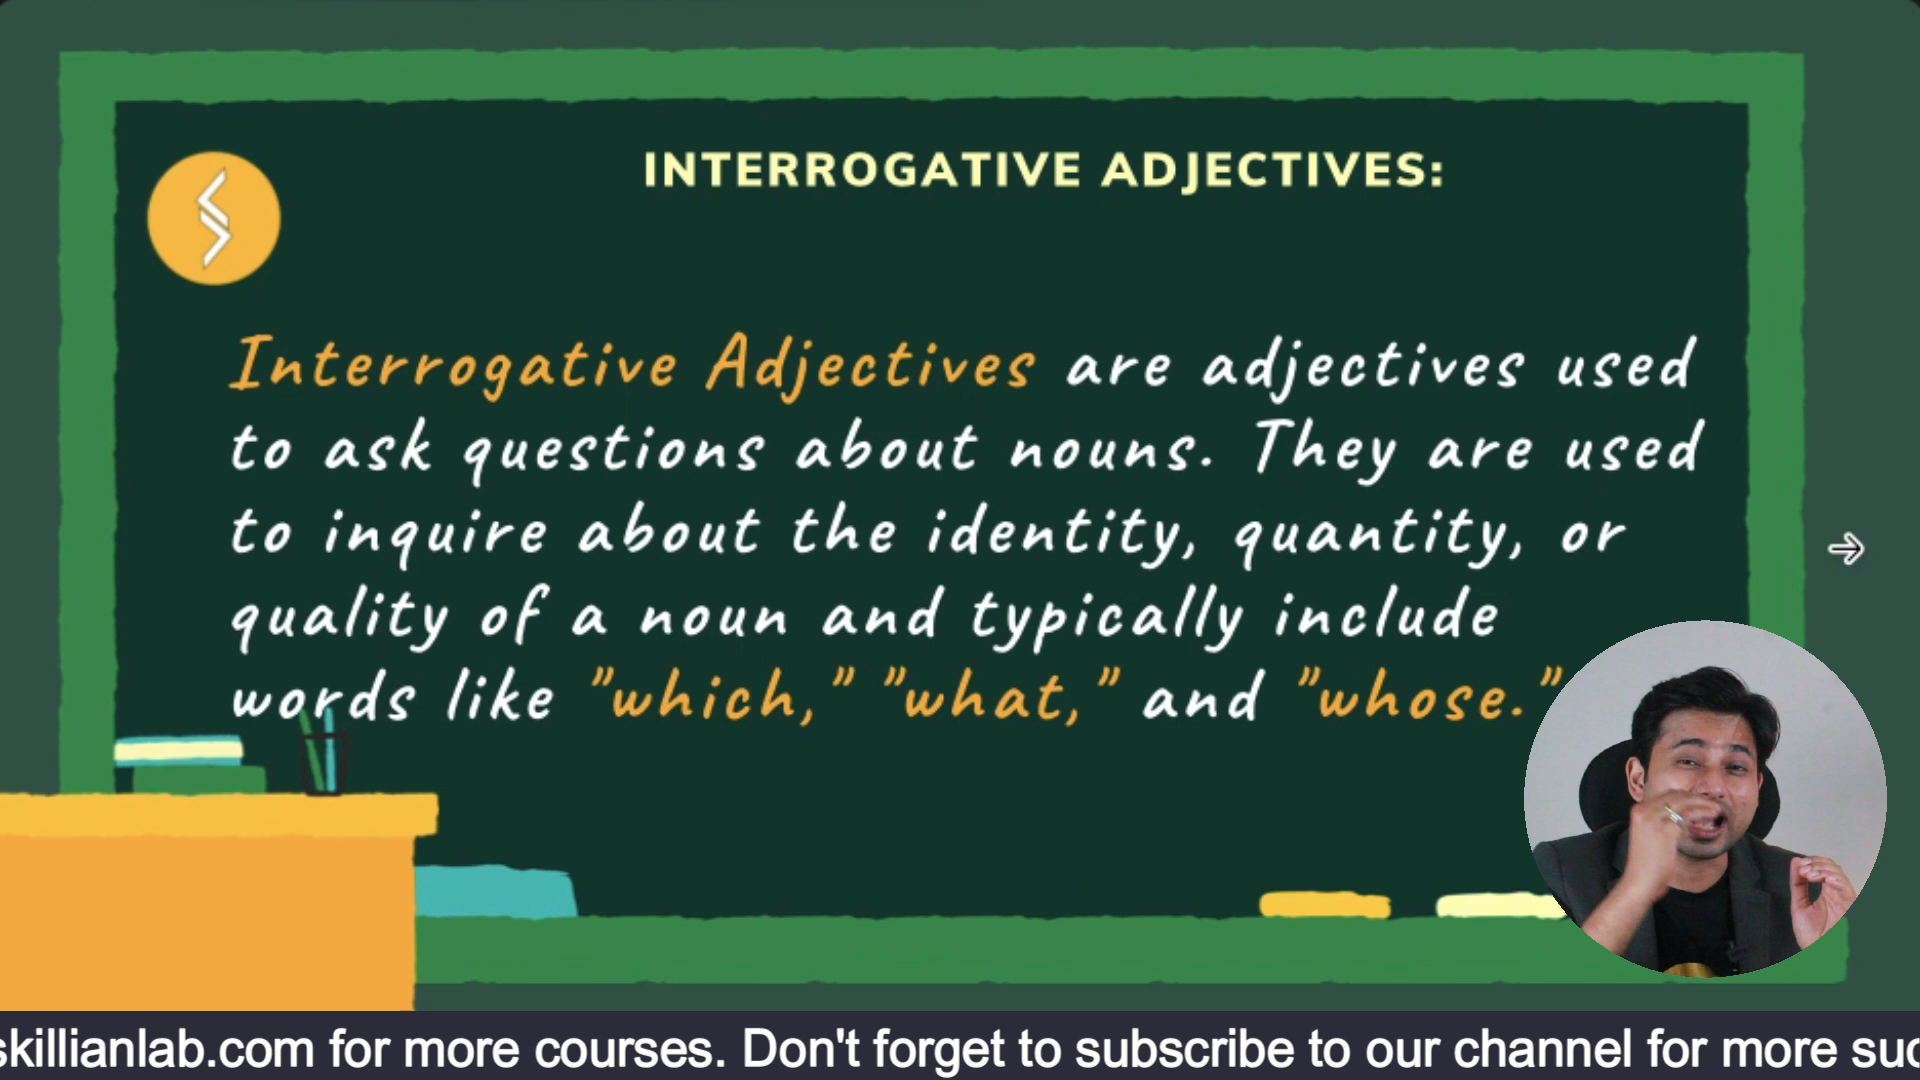 INTERROGATIVE ADJECTIVES:
Interrogative Adjectives are adjectives used
to ask questions about nouns. They are used
to inquire about the identity, quantity, or
quality of a noun and typically include
words like "which," "what," and "whose."
skillianlab.com for more courses. Don't forget to subscribe to our channel for more